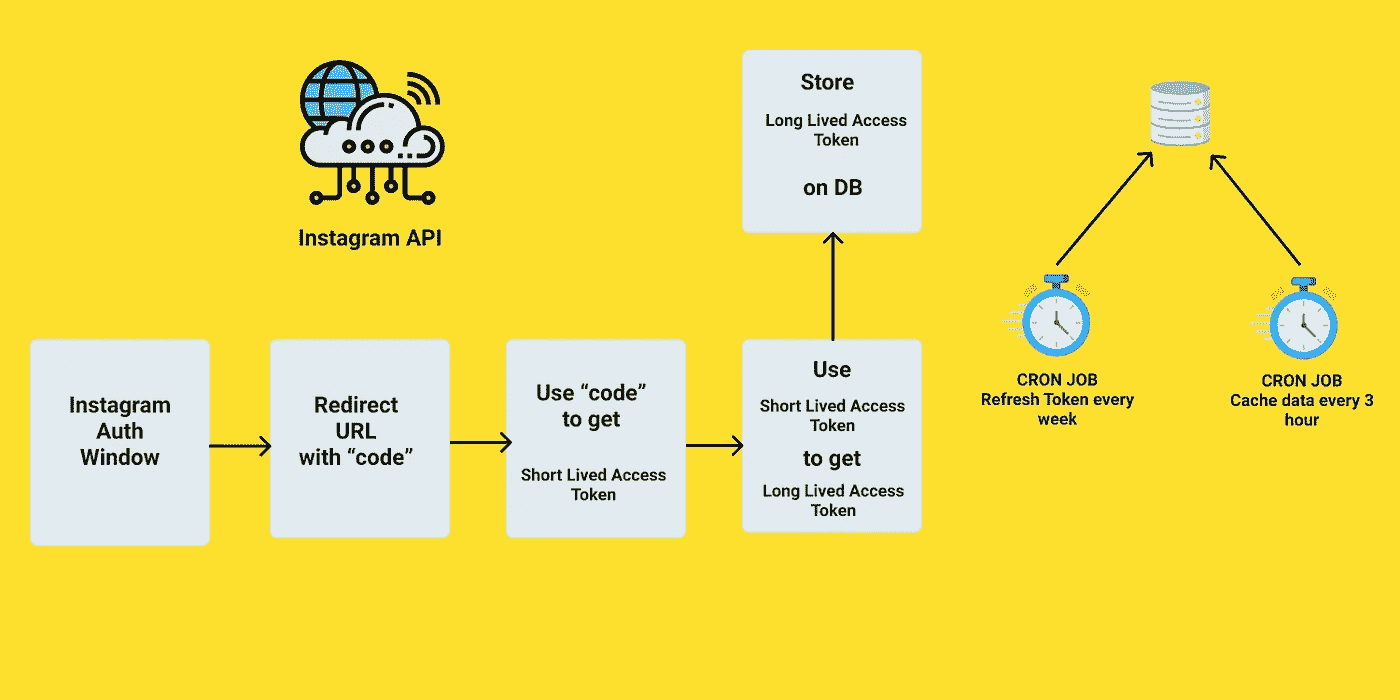 Instagram API
Instagram
Auth
Window
Redirect
URL
with “code”
Use “code”
to get
Short Lived Access
Token
Use
Short Lived Access
Token
to get
Long Lived Access
Token
Store
Long Lived Access
Token
on DB
CRON JOB
Refresh Token every
week
CRON JOB
Cache data every 3
hour